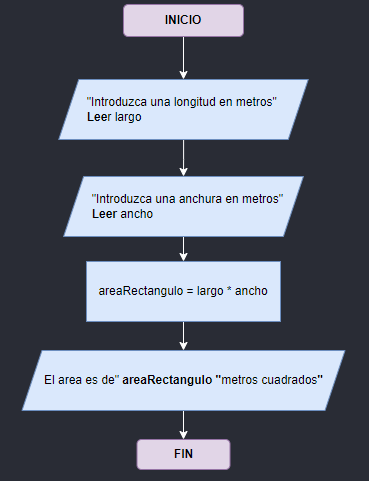 INICIO
"Introduzca una longitud en metros"
Leer largo
"Introduzca una anchura en metros"
Leer ancho
areaRectangulo = largo * ancho
El area es de" areaRectangulo "metros cuadrados"
FIN